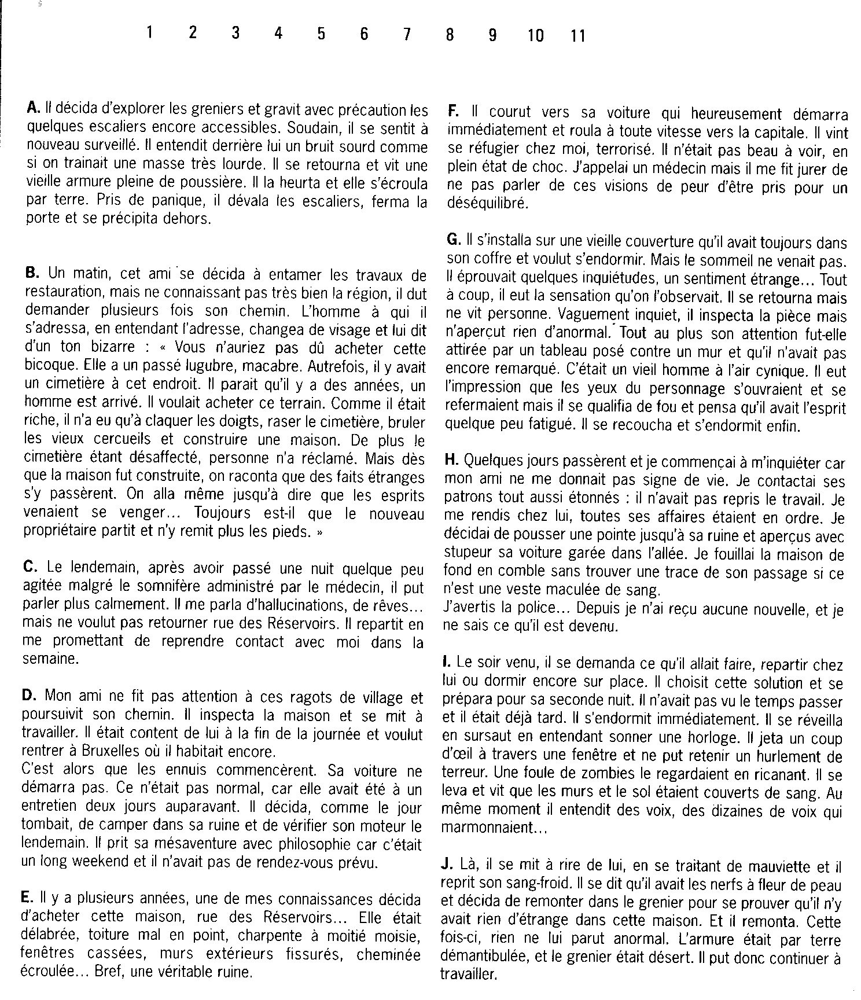 1 2 3 4 5 6 7 8 9 10 11
A. Il décida d'explorer les greniers et gravit avec précaution les
quelques escaliers encore accessibles. Soudain, il se sentit à
nouveau surveillé. Il entendit derrière lui un bruit sourd comme
si on trainait une masse très lourde. Il se retourna et vit une
vieille armure pleine de poussière. Il la heurta et elle s'écroula
par terre. Pris de panique, il dévala les escaliers, ferma la
porte et se précipita dehors.
B. Un matin, cet ami se décida à entamer les travaux de
restauration, mais ne connaissant pas très bien la région, il dut
demander plusieurs fois son chemin. L'homme à qui il
s'adressa, en entendant l'adresse, changea de visage et lui dit
d'un ton bizarre : « Vous n'auriez pas dû acheter cette
bicoque. Elle a un passé lugubre, macabre. Autrefois, il y avait
un cimetière à cet endroit. Il parait qu'il y a des années, un
homme est arrivé. Il voulait acheter ce terrain. Comme il était
riche, il n'a eu qu'à claquer les doigts, raser le cimetière, bruler
les vieux cercueils et construire une maison. De plus le
cimetière étant désaffecté, personne n'a réclamé. Mais dès
que la maison fut construite, on raconta que des faits étranges
s'y passèrent. On alla même jusqu'à dire que les esprits
venaient se venger... Toujours est-il que le nouveau
propriétaire partit et n'y remit plus les pieds. »
C. Le lendemain, après avoir passé une nuit quelque peu
agitée malgré le somnifère administré par le médecin, il put
parler plus calmement. Il me parla d'hallucinations, de rêves...
mais ne voulut pas retourner rue des Réservoirs. Il repartit en
me promettant de reprendre contact avec moi dans la
semaine.
D. Mon ami ne fit pas attention à ces ragots de village et
poursuivit son chemin. Il inspecta la maison et se mit à
travailler. Il était content de lui à la fin de la journée et voulut
rentrer à Bruxelles où il habitait encore.
C'est alors que les ennuis commencèrent. Sa voiture ne
démarra pas. Ce n'était pas normal, car elle avait été à un
entretien deux jours auparavant. Il décida, comme le jour
tombait, de camper dans sa ruine et de vérifier son moteur le
lendemain. Il prit sa mésaventure avec philosophie car c'était
un long weekend et il n'avait pas de rendez-vous prévu.
E. Il y a plusieurs années, une de mes connaissances décida
d'acheter cette maison, rue des Réservoirs... Elle était
délabrée, toiture mal en point, charpente à moitié moisie,
fenêtres cassées, murs extérieurs fissurés, cheminée
écroulée... Bref, une véritable ruine.
F. Il courut vers sa voiture qui heureusement démarra
immédiatement et roula à toute vitesse vers la capitale. Il vint
se réfugier chez moi, terrorisé. Il n'était pas beau à voir, en
plein état de choc. J'appelai un médecin mais il me fit jurer de
ne pas parler de ces visions de peur d'être pris pour un
déséquilibré.
G. Il s'installa sur une vieille couverture qu'il avait toujours dans
son coffre et voulut s'endormir. Mais le sommeil ne venait pas.
Il éprouvait quelques inquiétudes, un sentiment étrange... Tout
à coup, il eut la sensation qu'on l'observait. Il se retourna mais
ne vit personne. Vaguement inquiet, il inspecta la pièce mais
n'aperçut rien d'anormal. Tout au plus son attention fut-elle
attirée par un tableau posé contre un mur et qu'il n'avait pas
encore remarqué. C'était un vieil homme à l'air cynique. Il eut
l'impression que les yeux du personnage s'ouvraient et se
refermaient mais il se qualifia de fou et pensa qu'il avait l'esprit
quelque peu fatigué. Il se recoucha et s'endormit enfin.
H. Quelques jours passèrent et je commençai à m'inquiéter car
mon ami ne me donnait pas signe de vie. Je contactai ses
patrons tout aussi étonnés : il n'avait pas repris le travail. Je
me rendis chez lui, toutes ses affaires étaient en ordre. Je
décidai de pousser une pointe jusqu'à sa ruine et aperçus avec
stupeur sa voiture garée dans l'allée. Je fouillai la maison de
fond en comble sans trouver une trace de son passage si ce
n'est une veste maculée de sang.
J'avertis la police... Depuis je n'ai reçu aucune nouvelle, et je
ne sais ce qu'il est devenu.
I. Le soir venu, il se demanda ce qu'il allait faire, repartir chez
lui ou dormir encore sur place. Il choisit cette solution et se
prépara pour sa seconde nuit. Il n'avait pas vu le temps passer
et il était déjà tard. Il s'endormit immédiatement. Il se réveilla
en sursaut en entendant sonner une horloge. Il jeta un coup
d'œil à travers une fenêtre et ne put retenir un hurlement de
terreur. Une foule de zombies le regardaient en ricanant. Il se
leva et vit que les murs et le sol étaient couverts de sang. Au
même moment il entendit des voix, des dizaines de voix qui
marmonnaient...
J. Là, il se mit à rire de lui, en se traitant de mauviette et il
reprit son sang-froid. Il se dit qu'il avait les nerfs à fleur de peau
et décida de remonter dans le grenier pour se prouver qu'il n'y
avait rien d'étrange dans cette maison. Et il remonta. Cette
fois-ci, rien ne lui parut anormal. L'armure était par terre
démantibulée, et le grenier était désert. Il put donc continuer à
travailler.